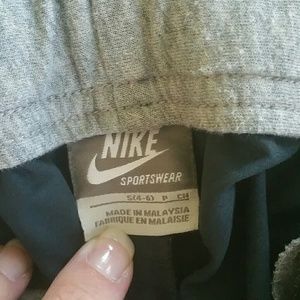 NIKE
SPORTSWEAR
S(4-6) P CH
MADE IN MALAYSIA
FABRIQUE EN MALAISIE